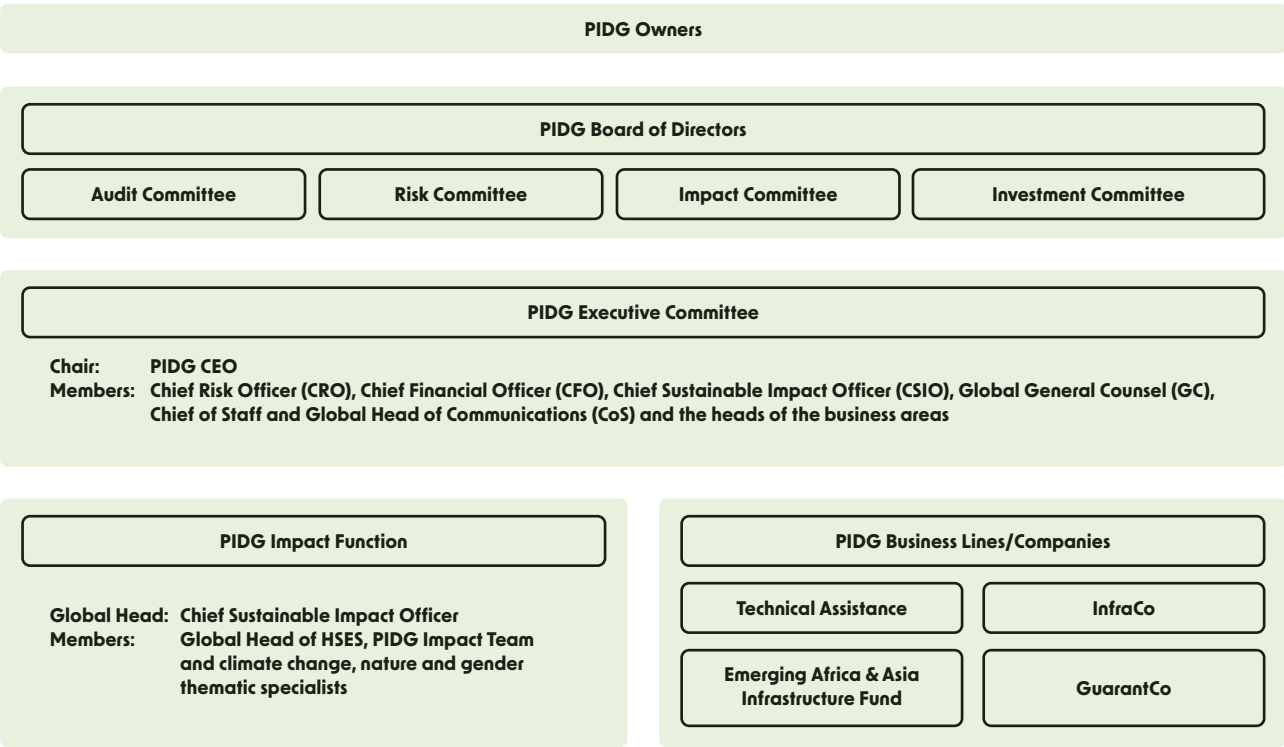 PIDG Owners
PIDG Board of Directors
Audit Committee
Risk Committee
Impact Committee
Investment Committee
PIDG Executive Committee
Chair: PIDG CEO
Members: Chief Risk Officer (CRO), Chief Financial Officer (CFO), Chief Sustainable Impact Officer (CSIO), Global General Counsel (GC),
Chief of Staff and Global Head of Communications (CoS) and the heads of the business areas
PIDG Impact Function
Global Head: Chief Sustainable Impact Officer
Members: Global Head of HSES, PIDG Impact Team
and climate change, nature and gender
thematic specialists
PIDG Business Lines/Companies
Technical Assistance
InfraCo
Emerging Africa & Asia
Infrastructure Fund
GuarantCo